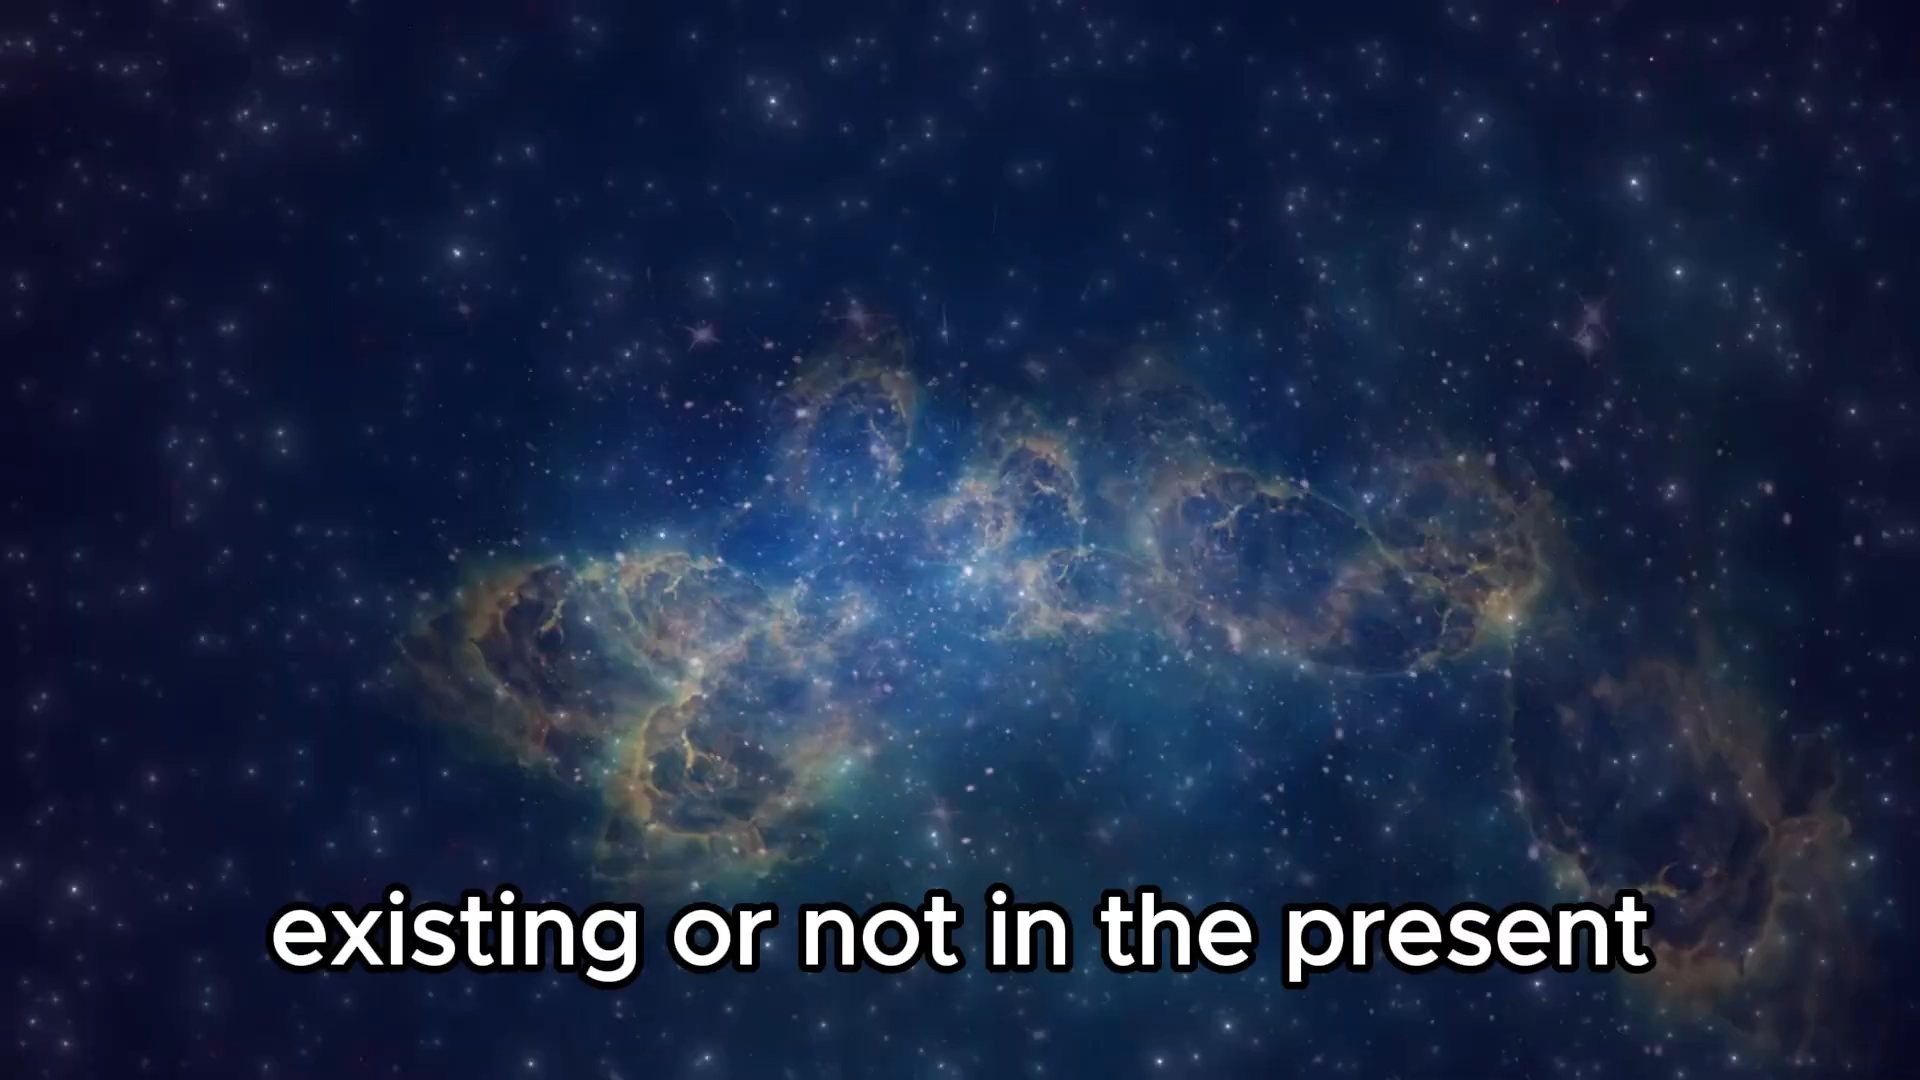 existing or not in the present